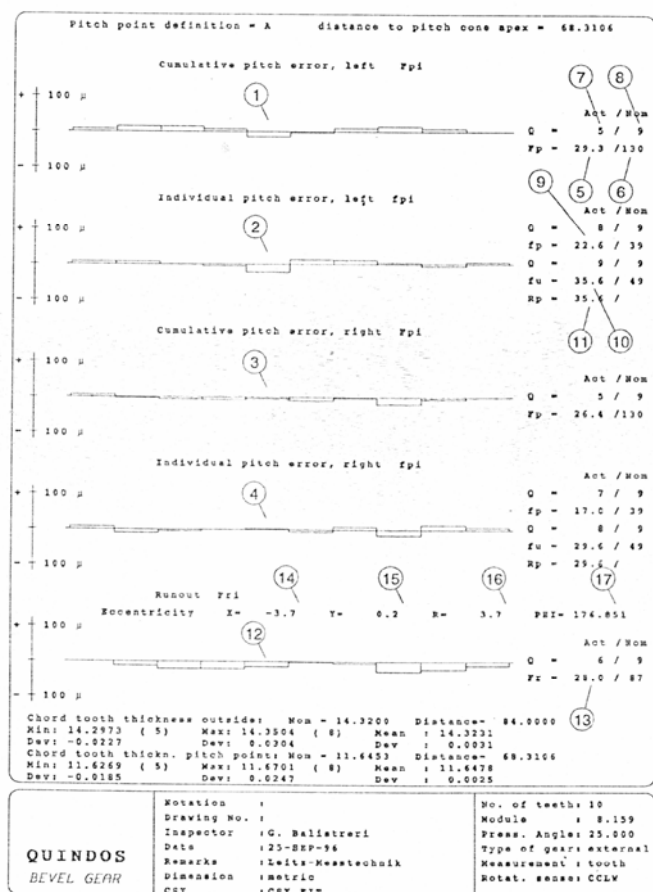 Pitch point definition = A distance to pitch cone apex = 68.3106
Cumulative pitch error, left Fpi
7 8
+ 100 µ
1
Act / Nom
Q = 5 / 9
Fp = 29.3 /130
- 100 µ
9 5 6
Individual pitch error, left fpi
Act / Nom
+ 100 µ
2
Q = 8 / 9
fp = 22.6 / 39
Q = 9 / 9
fu = 35.6 / 49
- 100 µ
Rp = 35.6 /
11 10
Cumulative pitch error, right Fpi
+ 100 µ
3
Act / Nom
Q = 5 / 9
Fp = 26.4 /130
- 100 µ
Individual pitch error, right fpi
Act / Nom
+ 100 µ
4
Q = 7 / 9
fp = 17.0 / 39
Q = 8 / 9
fu = 29.6 / 49
- 100 µ
Rp = 29.6 /
14 15 16 17
Runout Fri
Eccentricity X= -3.7 Y= 0.2 R= 3.7 PHI= 176.851
+ 100 µ
12
Act / Nom
Q = 6 / 9
Fr = 28.0 / 87
- 100 µ
13
Chord tooth thickness outside: Nom = 14.3200 Distance= 84.0000
Min: 14.2973 ( 5) Max: 14.3504 ( 8) Mean : 14.3231
Dev: -0.0227 Dev: 0.0304 Dev : 0.0031
Chord tooth thickn. pitch point: Nom = 11.6453 Distance= 68.3106
Min: 11.6269 ( 5) Max: 11.6701 ( 8) Mean : 11.6478
Dev: -0.0185 Dev: 0.0247 Dev : 0.0025
QUINDOS
BEVEL GEAR
Notation :
Drawing No. :
Inspector : G. Balistreri
Date : 25-SEP-96
Remarks : Leitz-Messtechnik
Dimension : metric
No. of teeth: 10
Module : 8.159
Press. Angle: 25.000
Type of gear: external
Measurement : tooth
Rotat. sense: CCLW